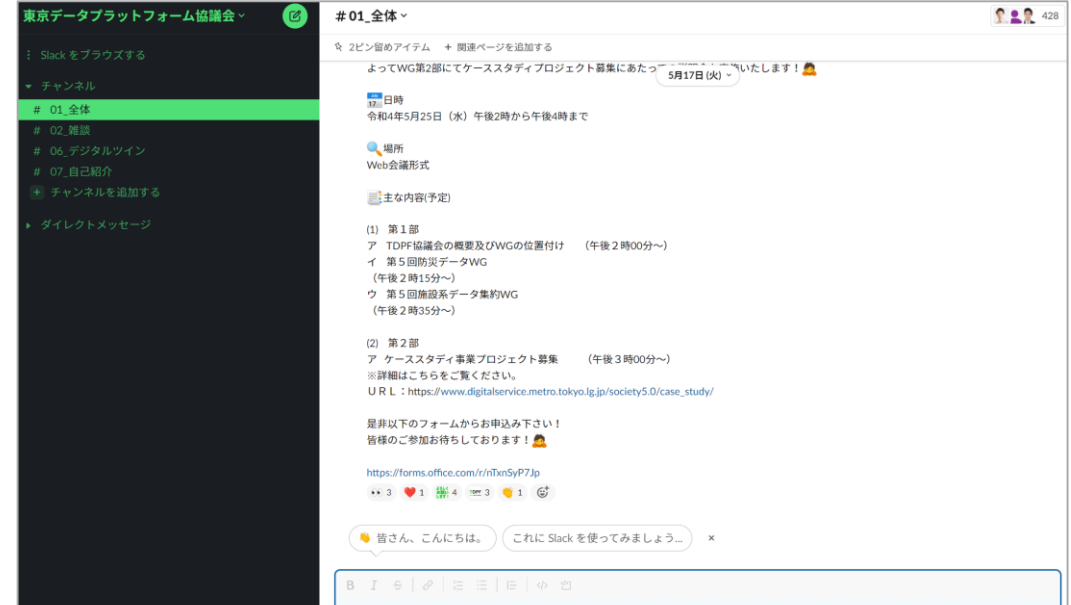 東京データプラットフォーム協議会
Slack をブラウズする
チャンネル
# 01_全体
# 02_雑談
# 06_デジタルツイン
# 07_自己紹介
+ チャンネルを追加する
ダイレクトメッセージ
# 01_全体
428
2ピン留めアイテム + 関連ページを追加する
よってWG第2部にてケーススタディプロジェクト募集にあたっ
いたします！
5月17日 (火)
日時
令和4年5月25日（水）午後2時から午後4時まで
場所
Web会議形式
主な内容(予定)
(1) 第１部
ア TDPF協議会の概要及びWGの位置付け （午後２時00分～）
イ 第５回防災データWG
（午後２時15分～）
ウ 第５回施設系データ集約WG
（午後２時35分～）
(2) 第２部
ア ケーススタディ事業プロジェクト募集 （午後３時00分～）
※詳細はこちらをご覧ください。
ＵＲＬ：https://www.digitalservice.metro.tokyo.lg.jp/society5.0/case_study/
是非以下のフォームからお申込み下さい！
皆様のご参加お待ちしております！
https://forms.office.com/r/nTxnSyP7Jp
3 1 4 3 1
皆さん、こんにちは。
これに Slack を使ってみましょう...
×
B I S